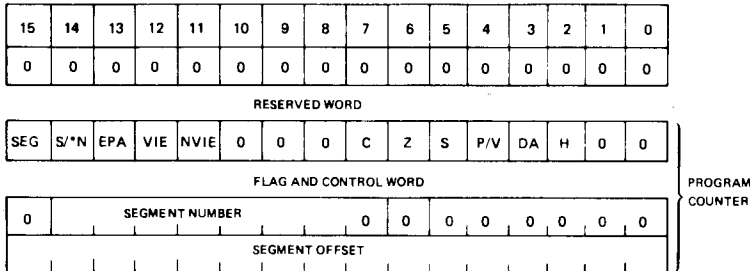 15 14 13 12 11 10 9 8 7 6 5 4 3 2 1 0
0 0 0 0 0 0 0 0 0 0 0 0 0 0 0 0
RESERVED WORD
SEG S/*N EPA VIE NVIE 0 0 0 C Z S P/V DA H 0 0
FLAG AND CONTROL WORD
PROGRAM
COUNTER
0 SEGMENT NUMBER 0 0 0 0 0 0 0 0
SEGMENT OFFSET